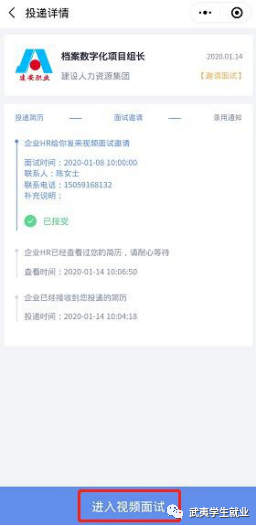 投递详情
档案数字化项目组长
2020.01.14
建设人力资源集团
【邀请面试】
建安职业
投递简历
面试邀请
录用通知
企业HR给你发来视频面试邀请
面试时间：2020-01-08 10:00:00
联系人：陈女士
联系电话：15059168132
补充说明：
已接受
企业HR已经查看过您的简历，请耐心等待
查看时间：2020-01-14 10:06:50
企业已经接收到您投递的简历
投递时间：2020-01-14 10:04:18
进入视频面试
武夷学生就业